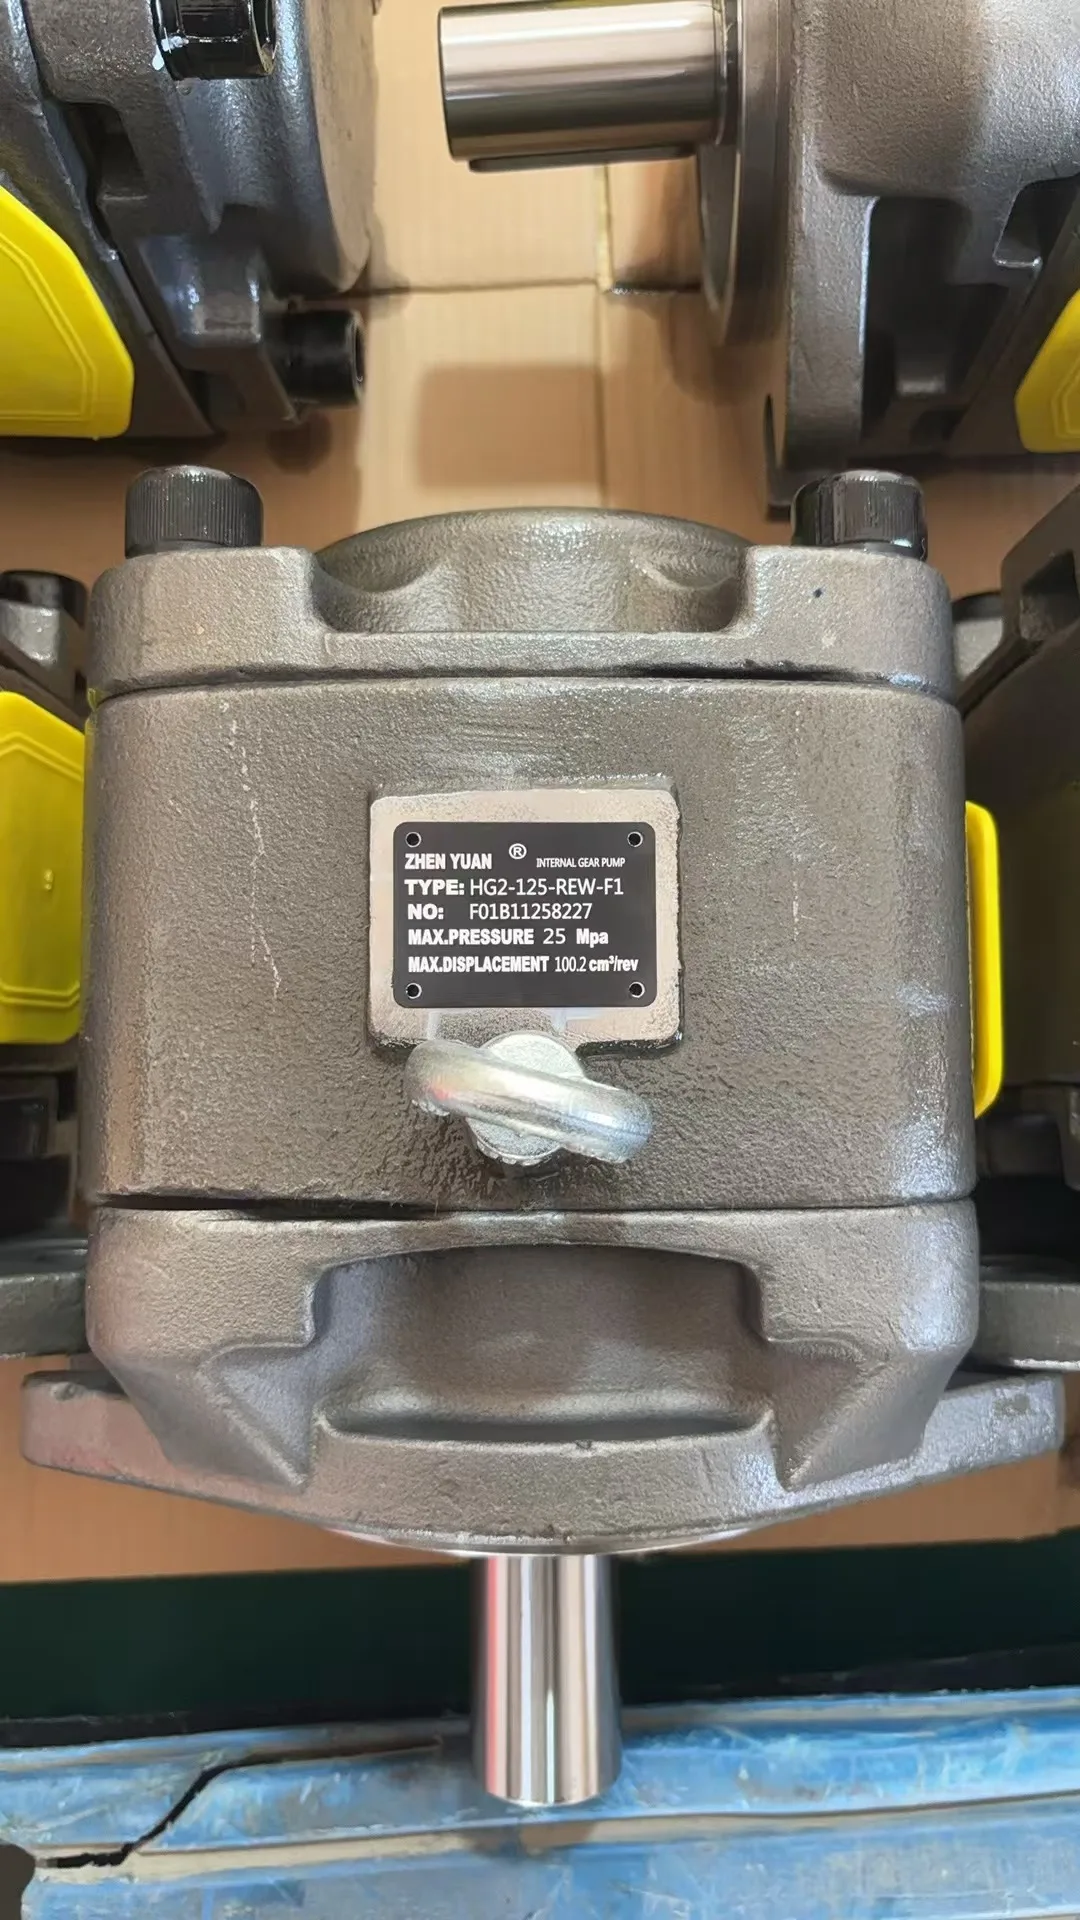 ZHEN YUAN ® INTERNAL GEAR PUMP
TYPE: HG2-125-REW-F1
NO: F01B11258227
MAX.PRESSURE 25 Mpa
MAX.DISPLACEMENT 100.2 cm³/rev